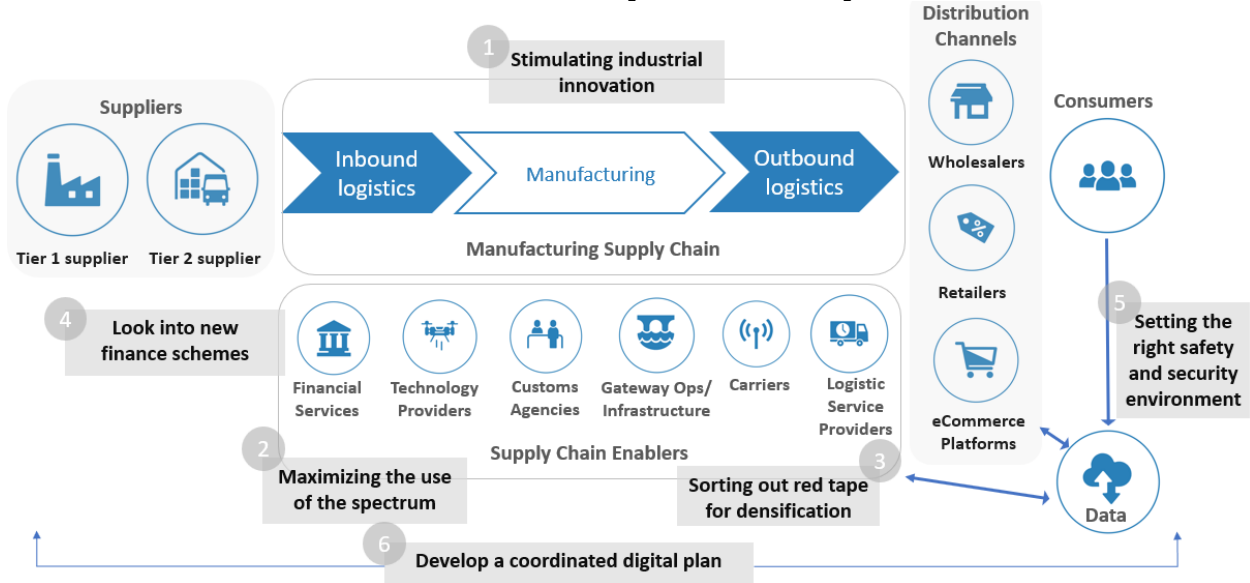 1
Stimulating industrial
innovation
Suppliers
Tier 1 supplier
Tier 2 supplier
Inbound
logistics
Manufacturing
Outbound
logistics
Manufacturing Supply Chain
Distribution
Channels
Wholesalers
Retailers
eCommerce
Platforms
Consumers
4
Look into new
finance schemes
Financial
Services
Technology
Providers
Customs
Agencies
Gateway Ops/
Infrastructure
Carriers
Logistic
Service
Providers
Supply Chain Enablers
2
Maximizing the use
of the spectrum
3
Sorting out red tape
for densification
5
Setting the
right safety
and security
environment
Data
6
Develop a coordinated digital plan